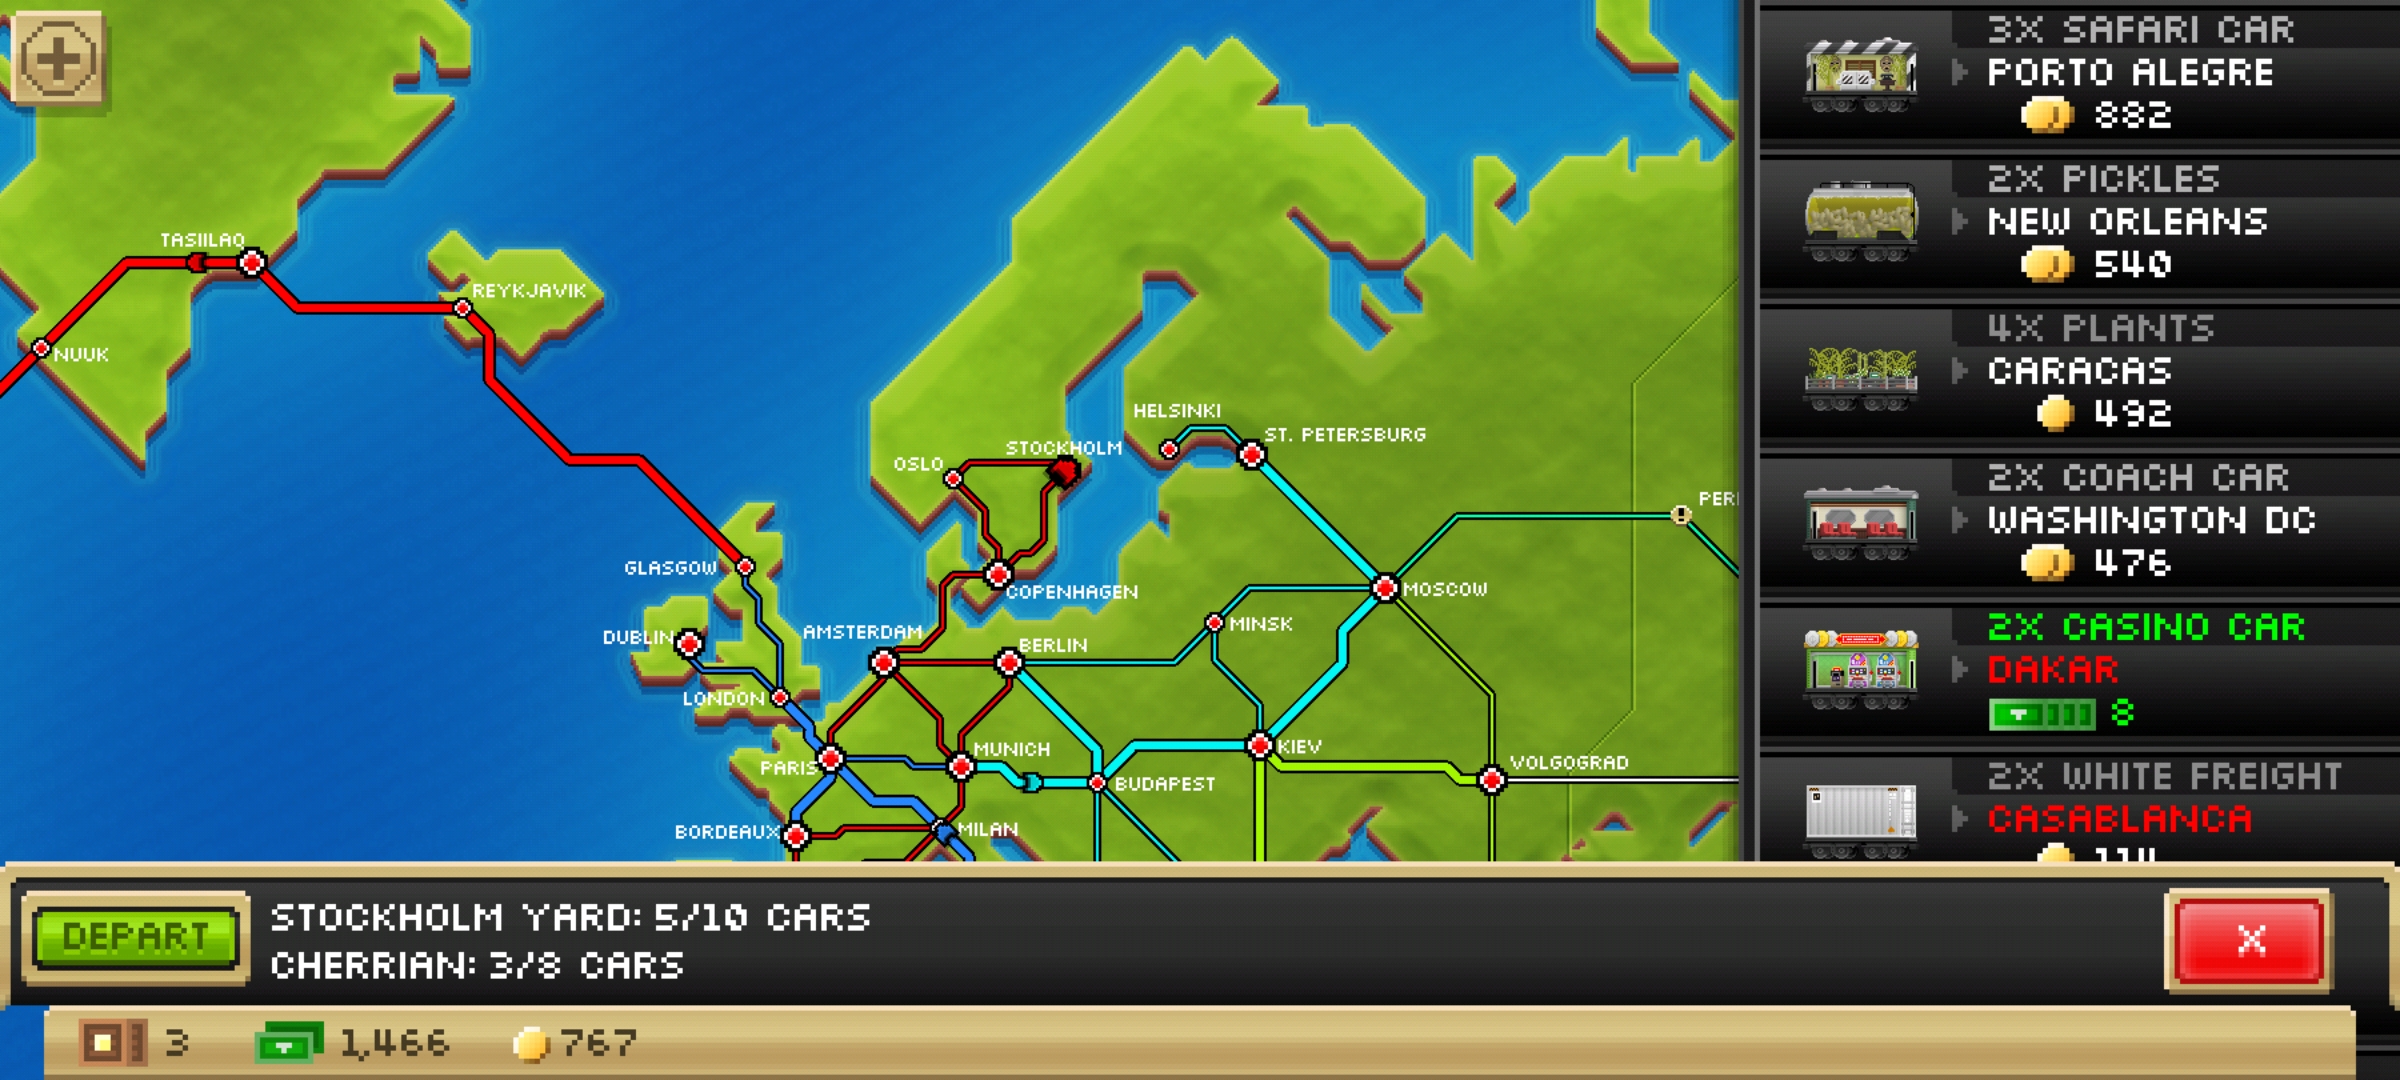 TASIILAQ
REYKJAVIK
NUUK
HELSINKI
ST. PETERSBURG
STOCKHOLM
OSLO
GLASGOW
COPENHAGEN
MOSCOW
MINSK
DUBLIN
AMSTERDAM
BERLIN
LONDON
PARIS
MUNICH
KIEV
VOLGOGRAD
BUDAPEST
BORDEAUX
MILAN
3X SAFARI CAR
PORTO ALEGRE
882
2X PICKLES
NEW ORLEANS
540
4X PLANTS
CARACAS
492
2X COACH CAR
WASHINGTON DC
476
2X CASINO CAR
DAKAR
8
2X WHITE FREIGHT
CASABLANCA
114
DEPART
STOCKHOLM YARD: 5/10 CARS
CHERRIAN: 3/8 CARS
X
3
1,466
767